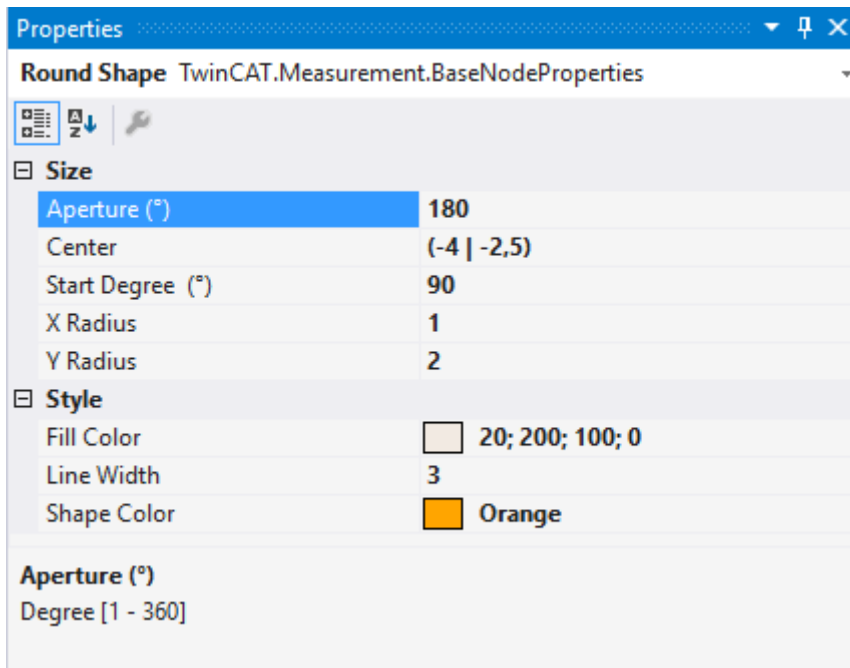 Properties
Round Shape TwinCAT.Measurement.BaseNodeProperties
Size
Aperture (°) 180
Center (-4 | -2,5)
Start Degree (°) 90
X Radius 1
Y Radius 2
Style
Fill Color 20; 200; 100; 0
Line Width 3
Shape Color Orange
Aperture (°)
Degree [1 - 360]